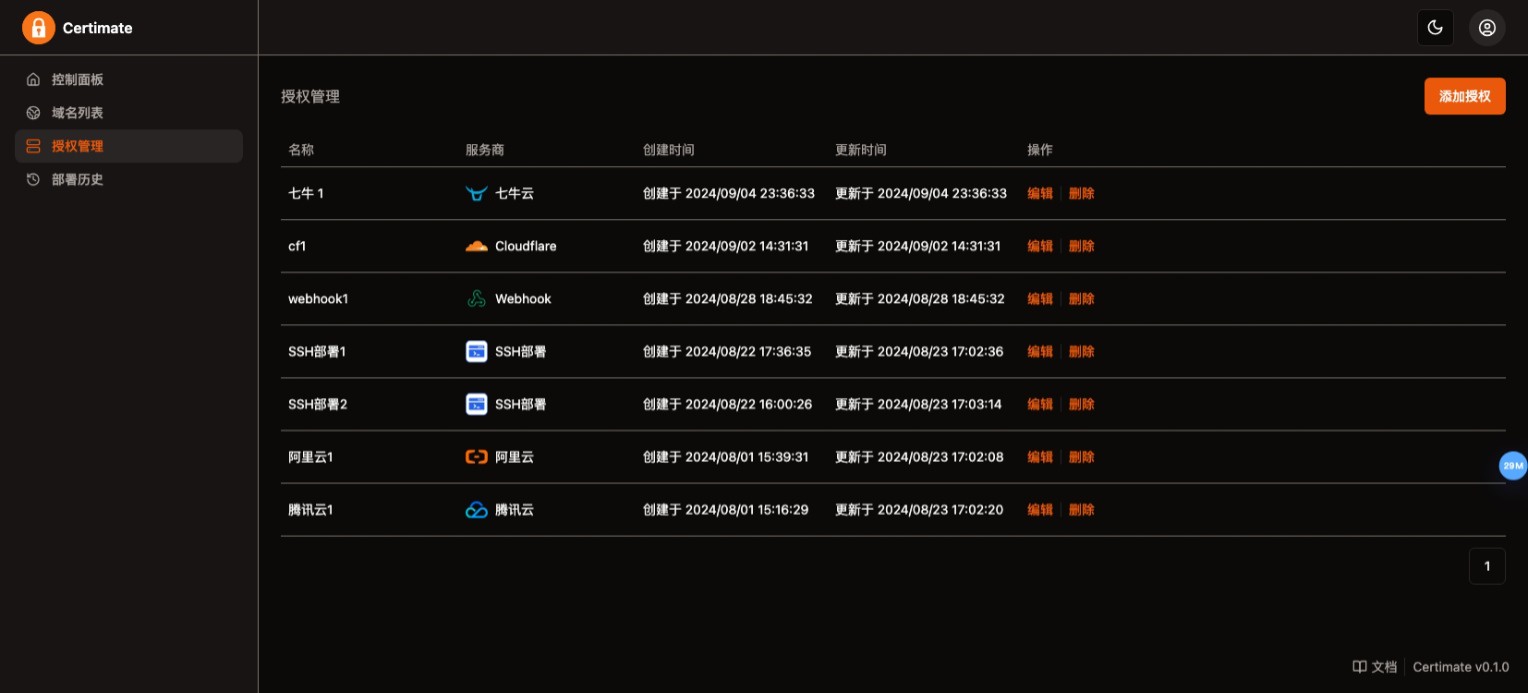 Certimate
控制面板
域名列表
授权管理
部署历史
授权管理
添加授权
名称 服务商 创建时间 更新时间 操作
七牛 1 七牛云 创建于 2024/09/04 23:36:33 更新于 2024/09/04 23:36:33 编辑 删除
cf1 Cloudflare 创建于 2024/09/02 14:31:31 更新于 2024/09/02 14:31:31 编辑 删除
webhook1 Webhook 创建于 2024/08/28 18:45:32 更新于 2024/08/28 18:45:32 编辑 删除
SSH部署1 SSH部署 创建于 2024/08/22 17:36:35 更新于 2024/08/23 17:02:36 编辑 删除
SSH部署2 SSH部署 创建于 2024/08/22 16:00:26 更新于 2024/08/23 17:03:14 编辑 删除
阿里云1 阿里云 创建于 2024/08/01 15:39:31 更新于 2024/08/23 17:02:08 编辑 删除
29M
腾讯云1 腾讯云 创建于 2024/08/01 15:16:29 更新于 2024/08/23 17:02:20 编辑 删除
1
文档 Certimate v0.1.0